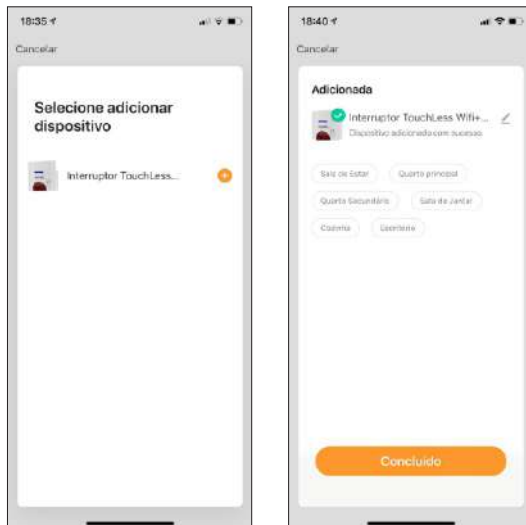 18:35
Cancelar
Selecione adicionar
dispositivo
Interruptor TouchLess...
18:40
Cancelar
Adicionada
Interruptor TouchLess Wifi+...
Dispositivo adicionado com sucesso.
Sala de Estar
Quarto principal
Quarto Secundário
Sala de Jantar
Cozinha
Escritório
Concluído